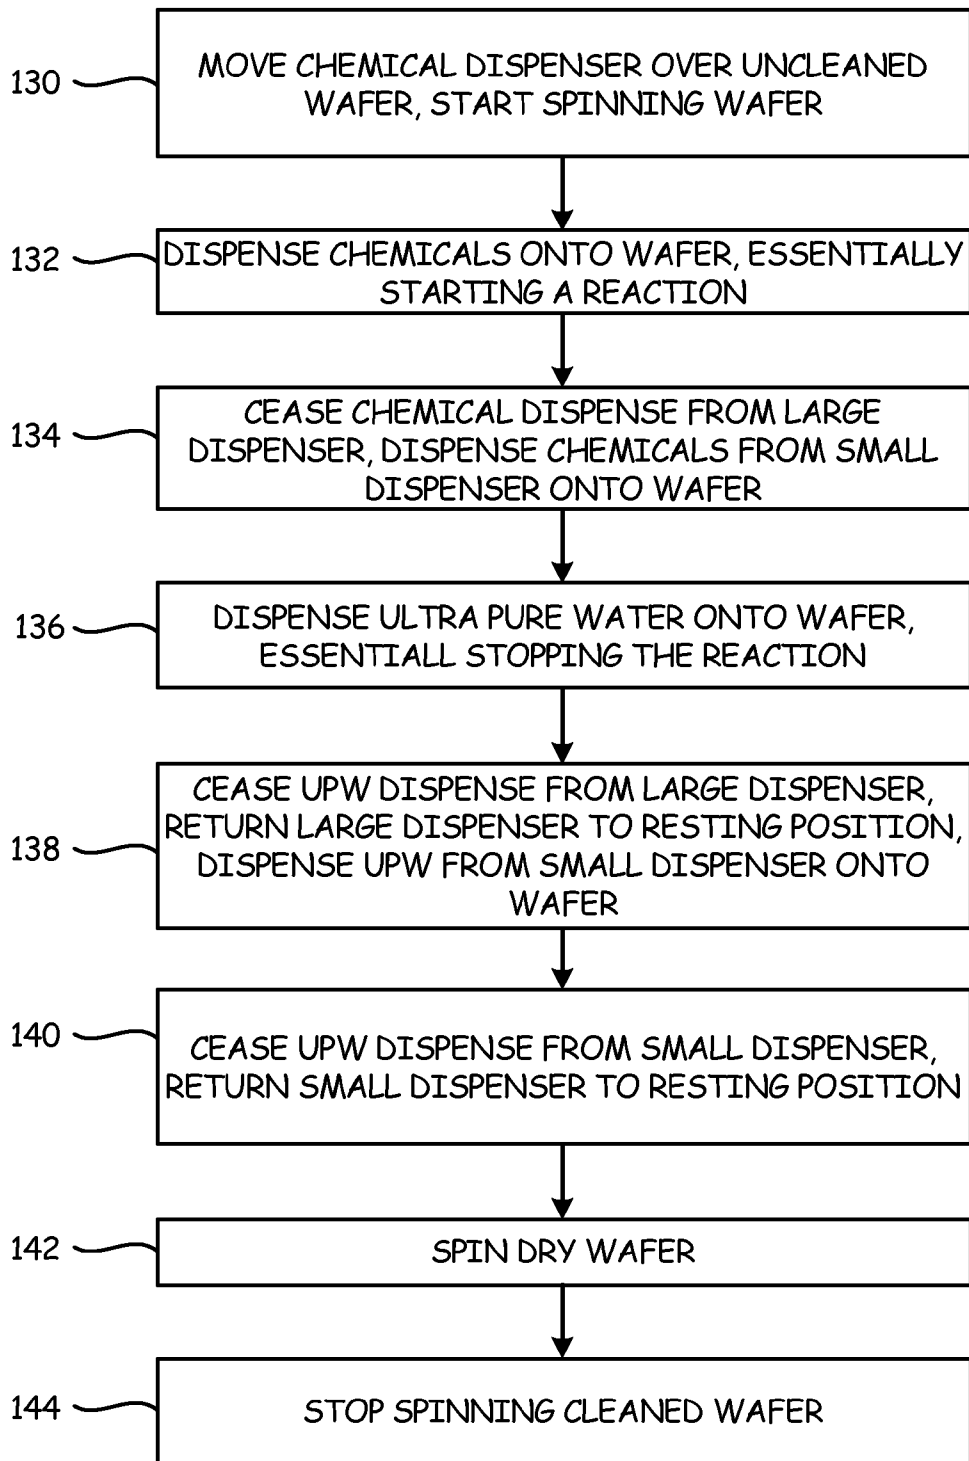 130
MOVE CHEMICAL DISPENSER OVER UNCLEANED
WAFER, START SPINNING WAFER
132
DISPENSE CHEMICALS ONTO WAFER, ESSENTIALLY
STARTING A REACTION
134
CEASE CHEMICAL DISPENSE FROM LARGE
DISPENSER, DISPENSE CHEMICALS FROM SMALL
DISPENSER ONTO WAFER
136
DISPENSE ULTRA PURE WATER ONTO WAFER,
ESSENTIALL STOPPING THE REACTION
138
CEASE UPW DISPENSE FROM LARGE DISPENSER,
RETURN LARGE DISPENSER TO RESTING POSITION,
DISPENSE UPW FROM SMALL DISPENSER ONTO
WAFER
140
CEASE UPW DISPENSE FROM SMALL DISPENSER,
RETURN SMALL DISPENSER TO RESTING POSITION
142
SPIN DRY WAFER
144
STOP SPINNING CLEANED WAFER